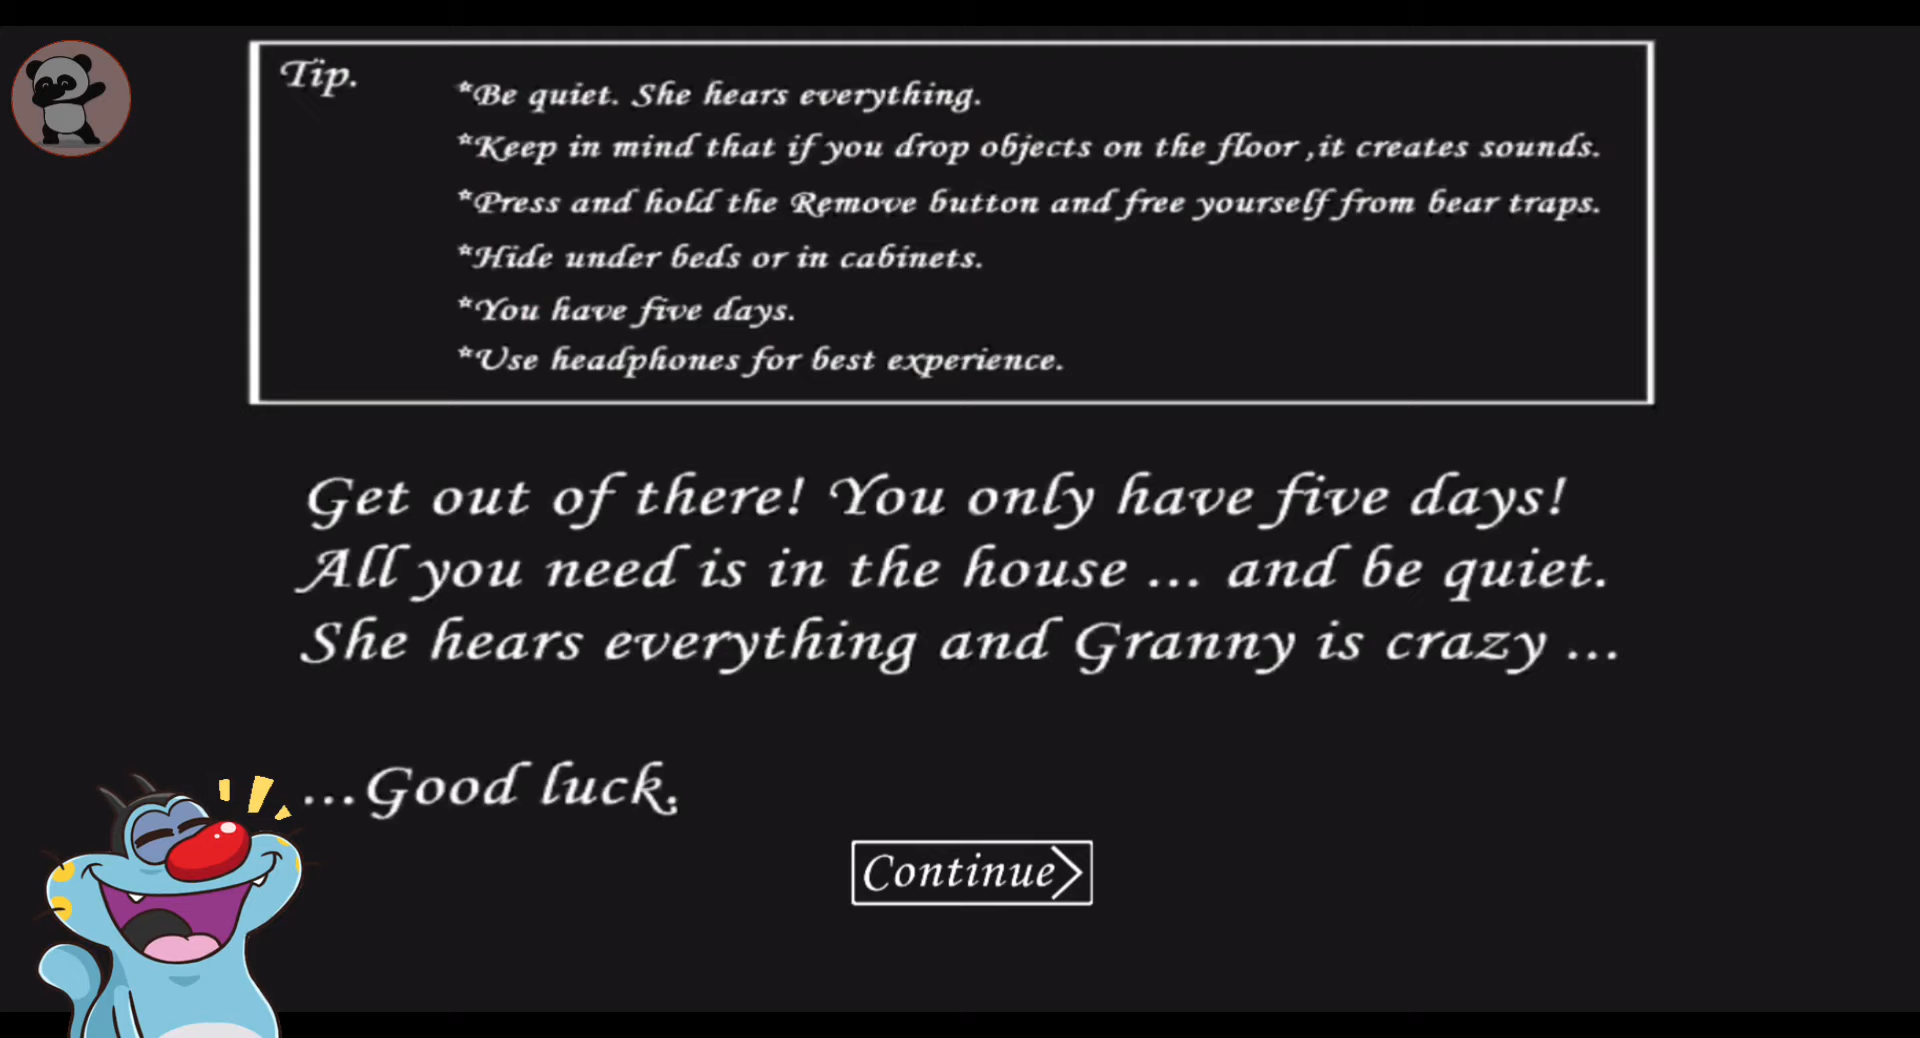 Tip.
*Be quiet. She hears everything.
*Keep in mind that if you drop objects on the floor ,it creates sounds.
*Press and hold the Remove button and free yourself from bear traps.
*Hide under beds or in cabinets.
*You have five days.
*Use headphones for best experience.
Get out of there! You only have five days!
All you need is in the house ... and be quiet.
She hears everything and Granny is crazy ...
...Good luck.
Continue